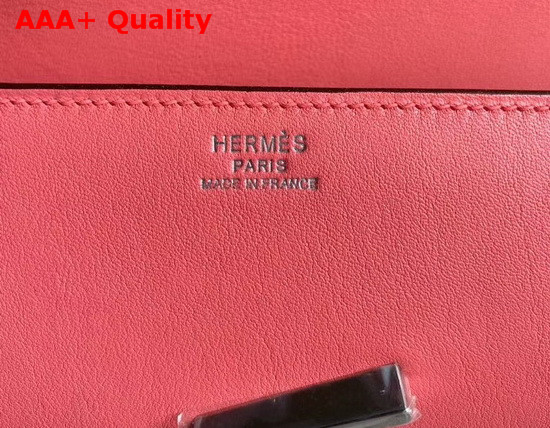 AAA+ Quality
HERMÈS
PARIS
MADE IN FRANCE